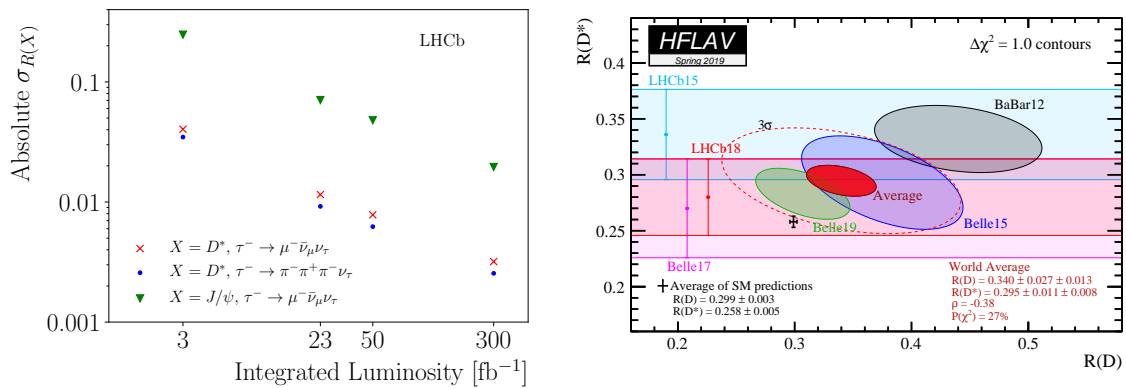 LHCb
Absolute σ_{R(X)}
0.1
0.01
0.001
× X = D*, τ⁻ → μ⁻ν̄_μν_τ
• X = D*, τ⁻ → π⁻π⁺π⁻ν_τ
▼ X = J/ψ, τ⁻ → μ⁻ν̄_μν_τ
3 23 50 300
Integrated Luminosity [fb⁻¹]
R(D*)
0.4
0.35
0.3
0.25
0.2
HFLAV
Spring 2019
Δχ² = 1.0 contours
LHCb15
BaBar12
3σ
LHCb18
Average
Belle19
Belle15
Belle17
Average of SM predictions
R(D) = 0.299 ± 0.003
R(D*) = 0.258 ± 0.005
World Average
R(D) = 0.340 ± 0.027 ± 0.013
R(D*) = 0.295 ± 0.011 ± 0.008
ρ = -0.38
P(χ²) = 27%
0.2 0.3 0.4 0.5
R(D)